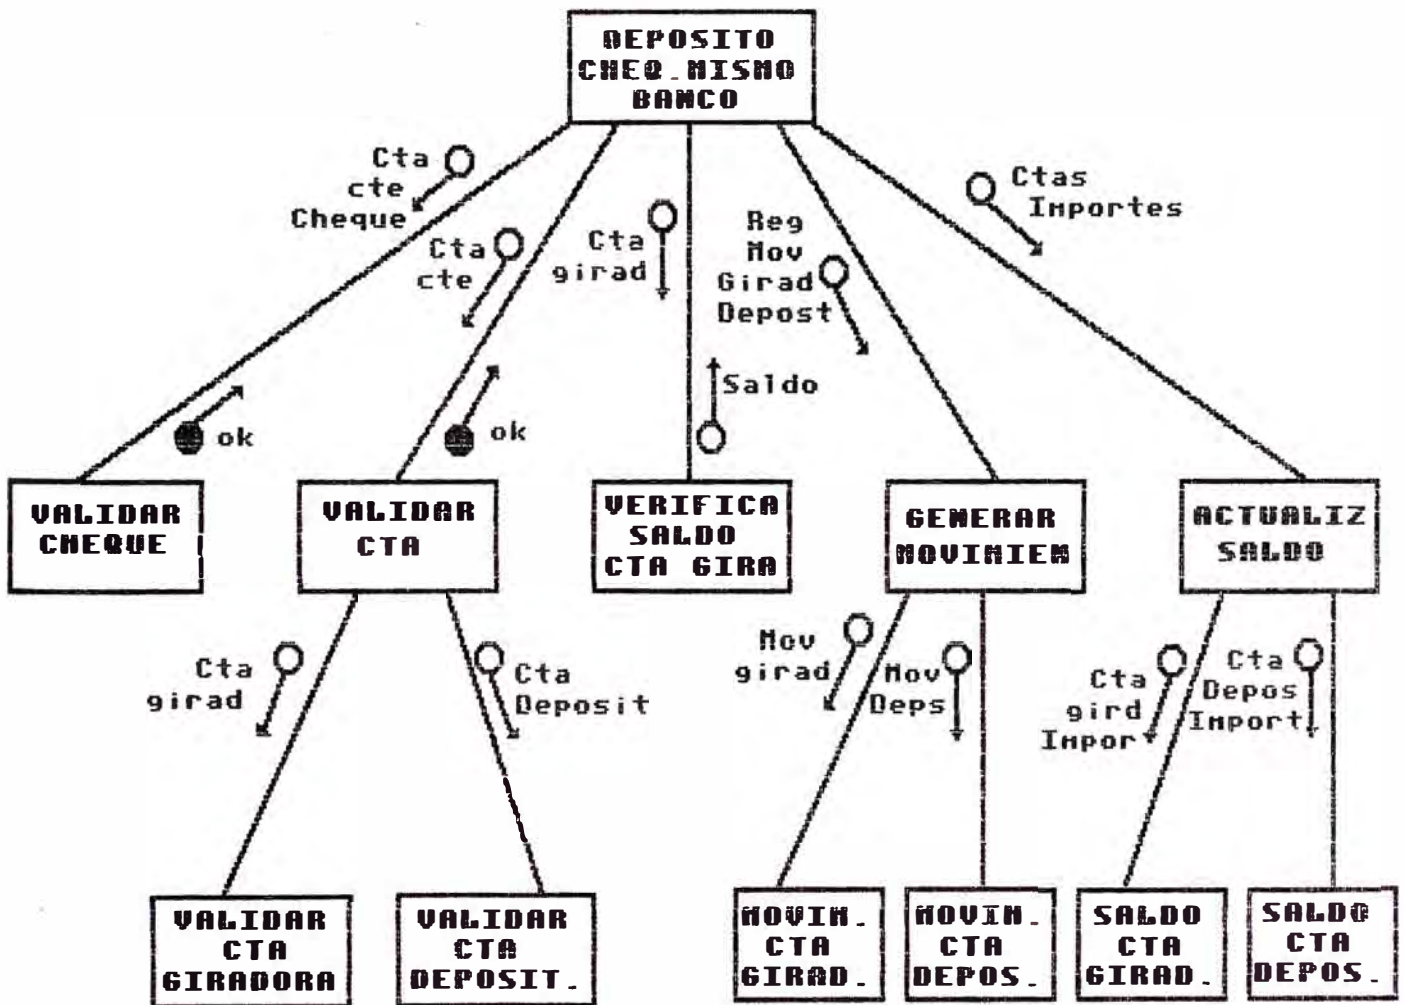 DEPOSITO
CHEQ.MISMO
BANCO
Cta
cte
Cheque
Cta
cte
Cta
girad
Reg
Mov
Girad
Depost
Ctas
Importes
ok
ok
Saldo
VALIDAR
CHEQUE
VALIDAR
CTA
VERIFICA
SALDO
CTA GIRA
GENERAR
MOVIMIEN
ACTUALIZ
SALDO
Cta
girad
Cta
Deposit
Mov
girad
Mov
Deps
Cta
gird
Impor
Cta
Depos
Import
VALIDAR
CTA
GIRADORA
VALIDAR
CTA
DEPOSIT.
MOVIM.
CTA
GIRAD.
MOVIM.
CTA
DEPOS.
SALDO
CTA
GIRAD.
SALDO
CTA
DEPOS.